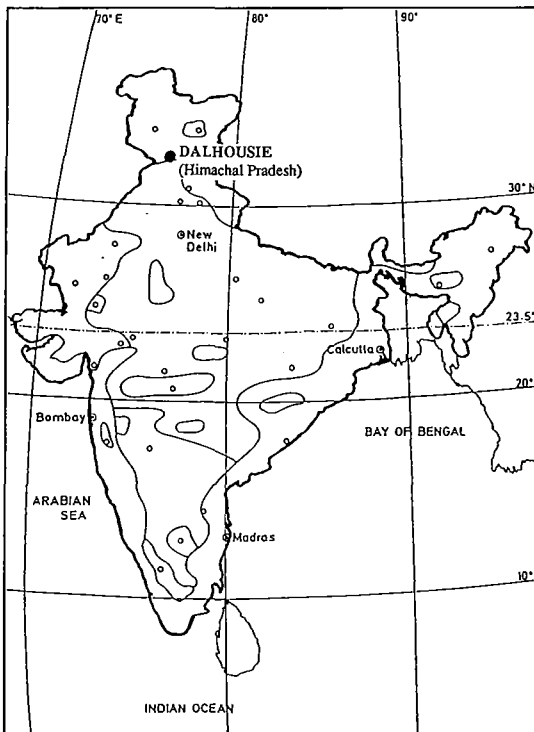 70° E
80°
90°
DALHOUSIE
(Himachal Pradesh)
30° N
New
Delhi
23.5°
Calcutta
20°
Bombay
BAY OF BENGAL
ARABIAN
SEA
Madras
10°
INDIAN OCEAN